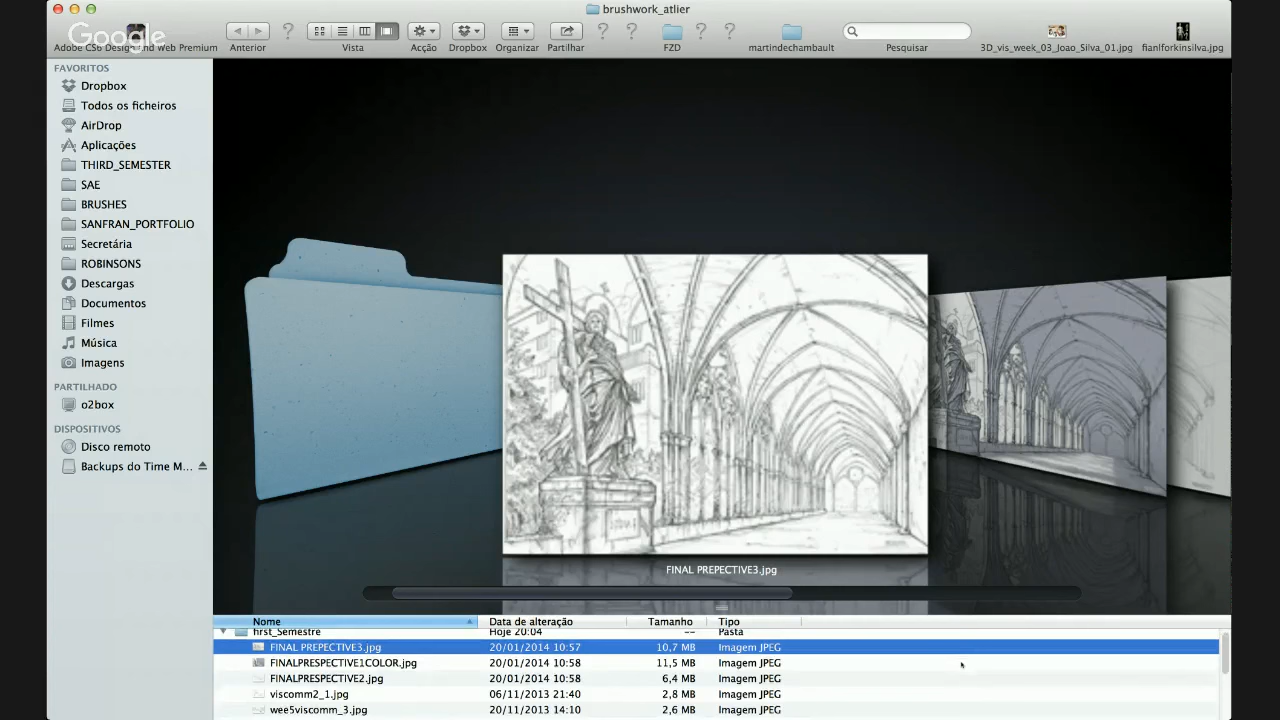 brushwork_atlier
Google
Adobe CS6 Design and Web Premium
Anterior
Vista
Acção
Dropbox
Organizar
Partilhar
FZD
martindechambault
Pesquisar
3D_vis_week_03_Joao_Silva_01.jpg
fianlforkinsilva.jpg
FAVORITOS
Dropbox
Todos os ficheiros
AirDrop
Aplicações
THIRD_SEMESTER
SAE
BRUSHES
SANFRAN_PORTFOLIO
Secretária
ROBINSONS
Descargas
Documentos
Filmes
Música
Imagens
PARTILHADO
o2box
DISPOSITIVOS
Disco remoto
Backups do Time M...
FINAL PREPECTIVE3.jpg
Nome Data de alteração Tamanho Tipo
first_Semestre Hoje 20:04 -- Pasta
FINAL PREPECTIVE3.jpg 20/01/2014 10:57 10,7 MB Imagem JPEG
FINALPRESPECTIVE1COLOR.jpg 20/01/2014 10:58 11,5 MB Imagem JPEG
FINALPRESPECTIVE2.jpg 20/01/2014 10:58 6,4 MB Imagem JPEG
viscomm2_1.jpg 06/11/2013 21:40 2,8 MB Imagem JPEG
wee5viscomm_3.jpg 20/11/2013 14:10 2,6 MB Imagem JPEG